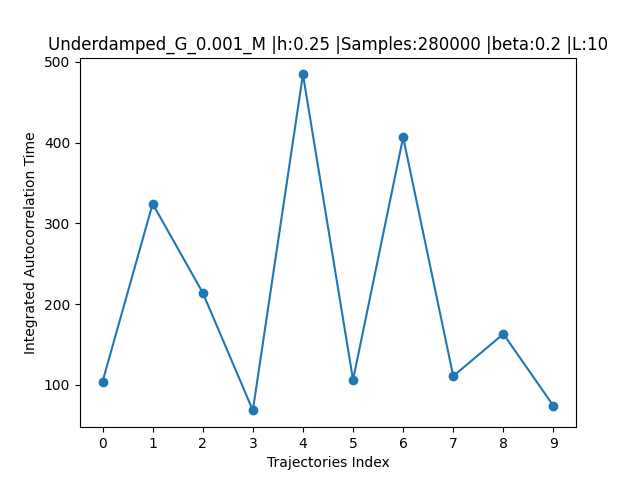 Underdamped_G_0.001_M |h:0.25 |Samples:280000 |beta:0.2 |L:10
500
400
300
200
100
Integrated Autocorrelation Time
0 1 2 3 4 5 6 7 8 9
Trajectories Index